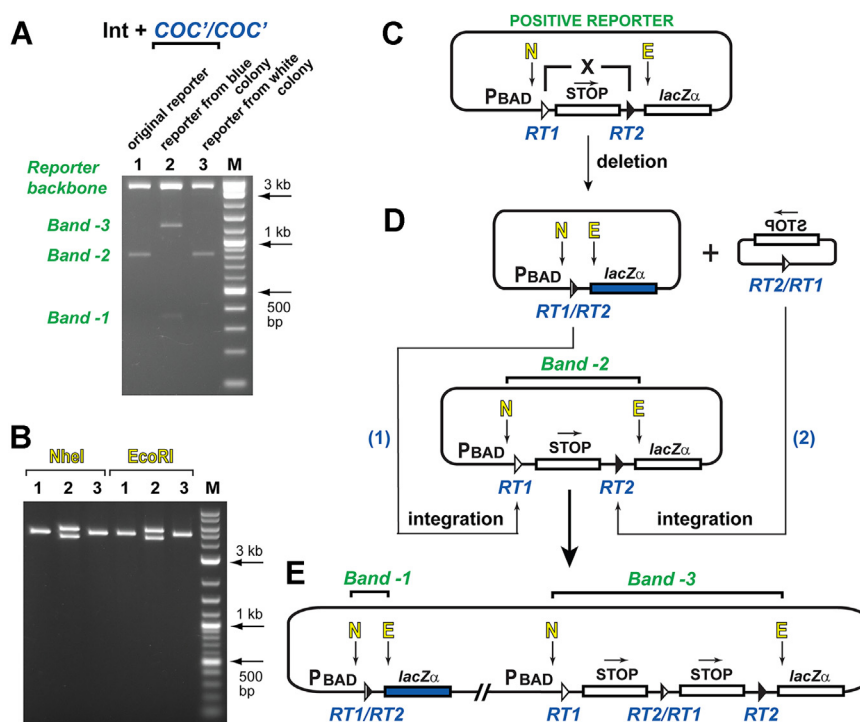 A
Int + COC'/COC'
original reporter
reporter from blue colony
reporter from white colony
1 2 3 M
Reporter backbone
Band -3
Band -2
Band -1
3 kb
1 kb
500 bp
B
NheI EcoRI
1 2 3 1 2 3 M
3 kb
1 kb
500 bp
C
POSITIVE REPORTER
N E
X
PBAD STOP lacZα
RT1 RT2
deletion
D
N E
PBAD lacZα
RT1/RT2
+
STOP
RT2/RT1
Band -2
N E
(1) (2)
PBAD STOP lacZα
RT1 RT2
integration integration
E
Band -1 Band -3
N E N E
PBAD lacZα PBAD STOP STOP lacZα
RT1/RT2 RT1 RT2/RT1 RT2